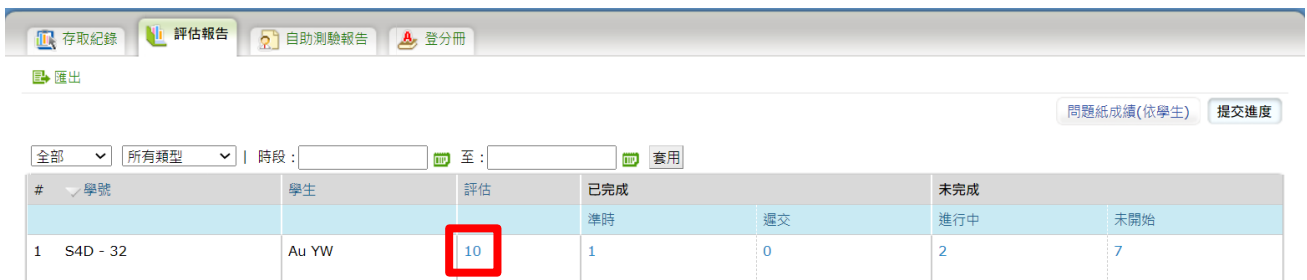 存取紀錄 評估報告 自助測驗報告 登分冊
匯出
問題紙成績(依學生) 提交進度
全部 所有類型 | 時段 : 至 : 套用
# 學號 學生 評估 已完成 未完成
準時 遲交 進行中 未開始
1 S4D - 32 Au YW 10 1 0 2 7